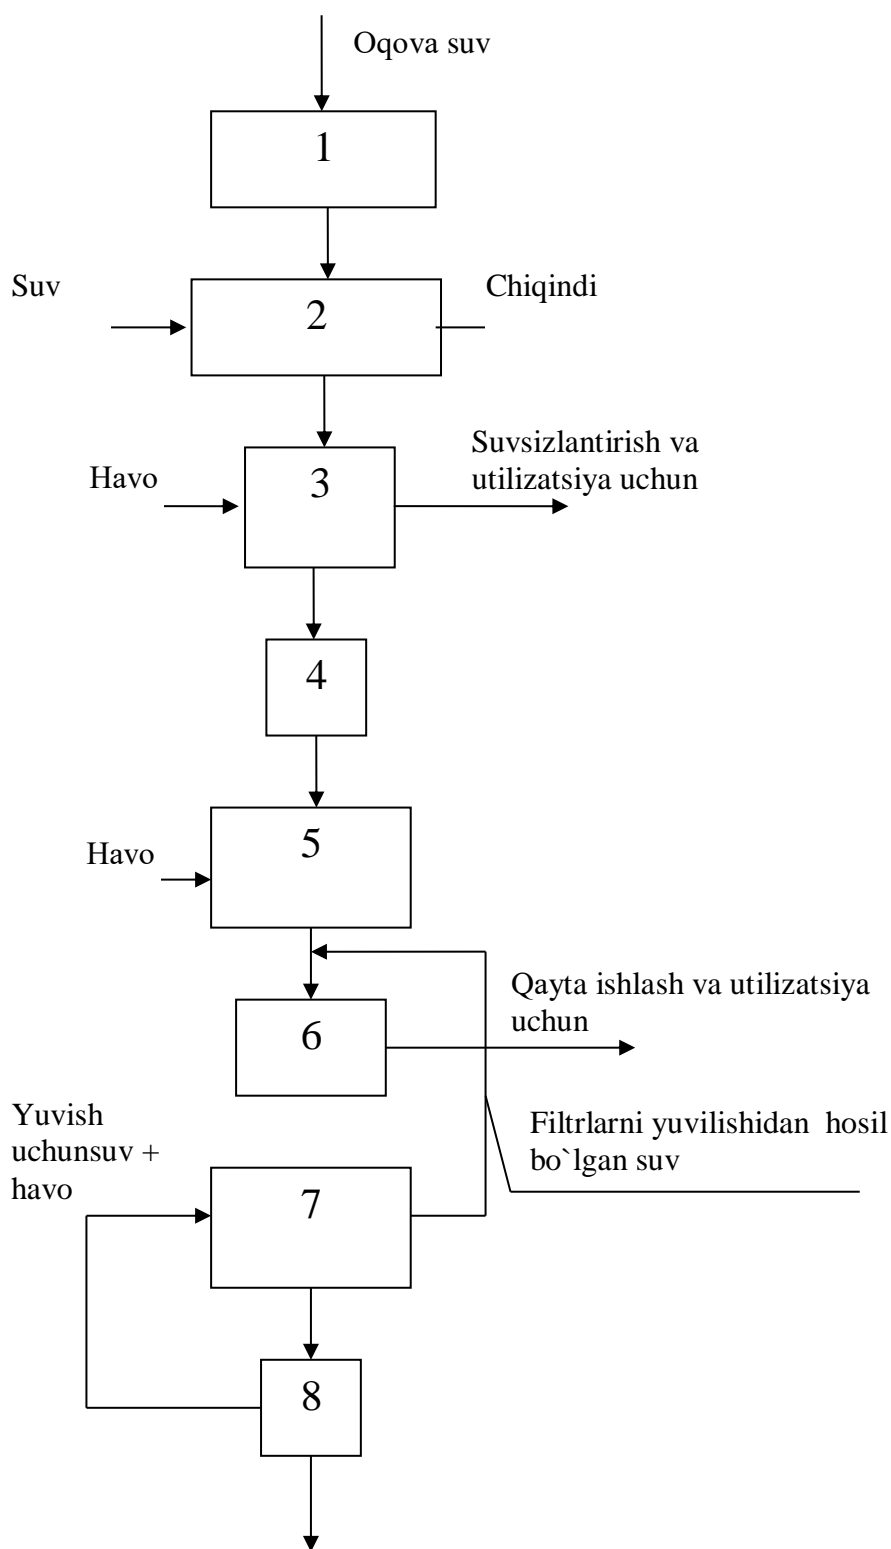 Oqova suv
1
Suv
Chiqindi
2
Suvsizlantirish va
utilizatsiya uchun
Havo
3
4
Havo
5
Qayta ishlash va utilizatsiya
uchun
6
Yuvish
uchunsuv +
havo
Filtrlarni yuvilishidan hosil
bo`lgan suv
7
8